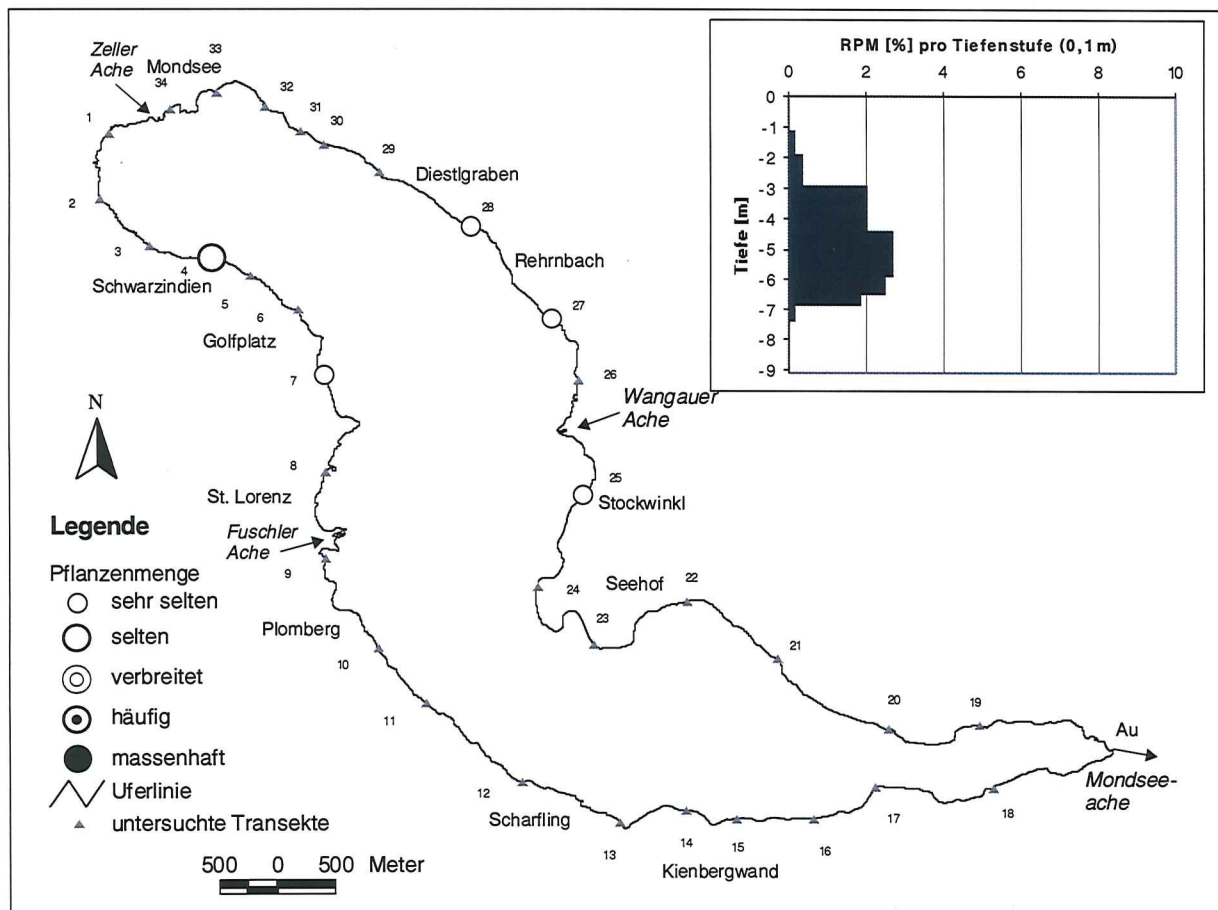 Zeller
Ache
Mondsee
33
34
32
31
30
29
Diestlgraben
28
1
2
3
4
Schwarzindien
5
6
Golfplatz
7
Rehrnbach
27
26
Wangauer
Ache
25
Stockwinkl
N
8
St. Lorenz
Fuschler
Ache
9
Plomberg
10
11
12
Scharfling
13
14
15
Kienbergwand
16
17
18
19
20
21
22
Seehof
23
24
Au
Mondsee-
ache
Legende
Pflanzenmenge
sehr selten
selten
verbreitet
häufig
massenhaft
Uferlinie
untersuchte Transekte
500 0 500 Meter
RPM [%] pro Tiefenstufe (0,1m)
0 2 4 6 8 10
Tiefe [m]
0
-1
-2
-3
-4
-5
-6
-7
-8
-9